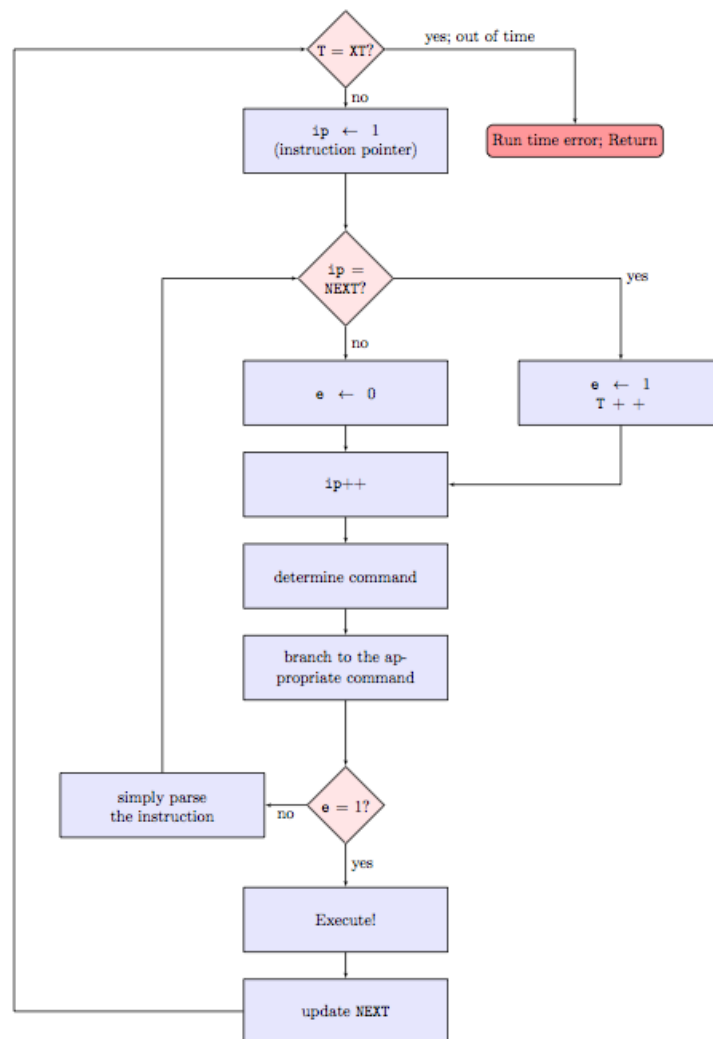 T = XT?
yes; out of time
no
ip ← 1
(instruction pointer)
Run time error; Return
ip =
NEXT?
yes
no
e ← 0
e ← 1
T + +
ip++
determine command
branch to the ap-
propriate command
simply parse
the instruction
no
e = 1?
yes
Execute!
update NEXT